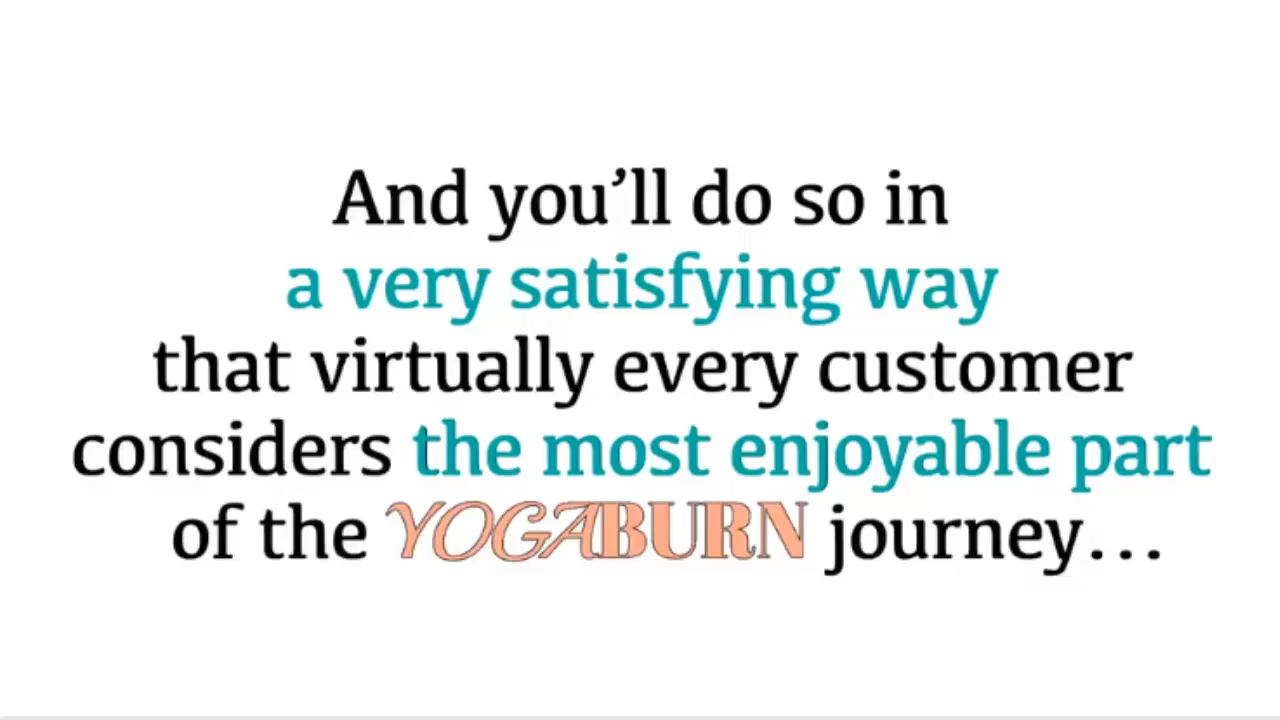 And you’ll do so in
a very satisfying way
that virtually every customer
considers the most enjoyable part
of the YOGABURN journey...